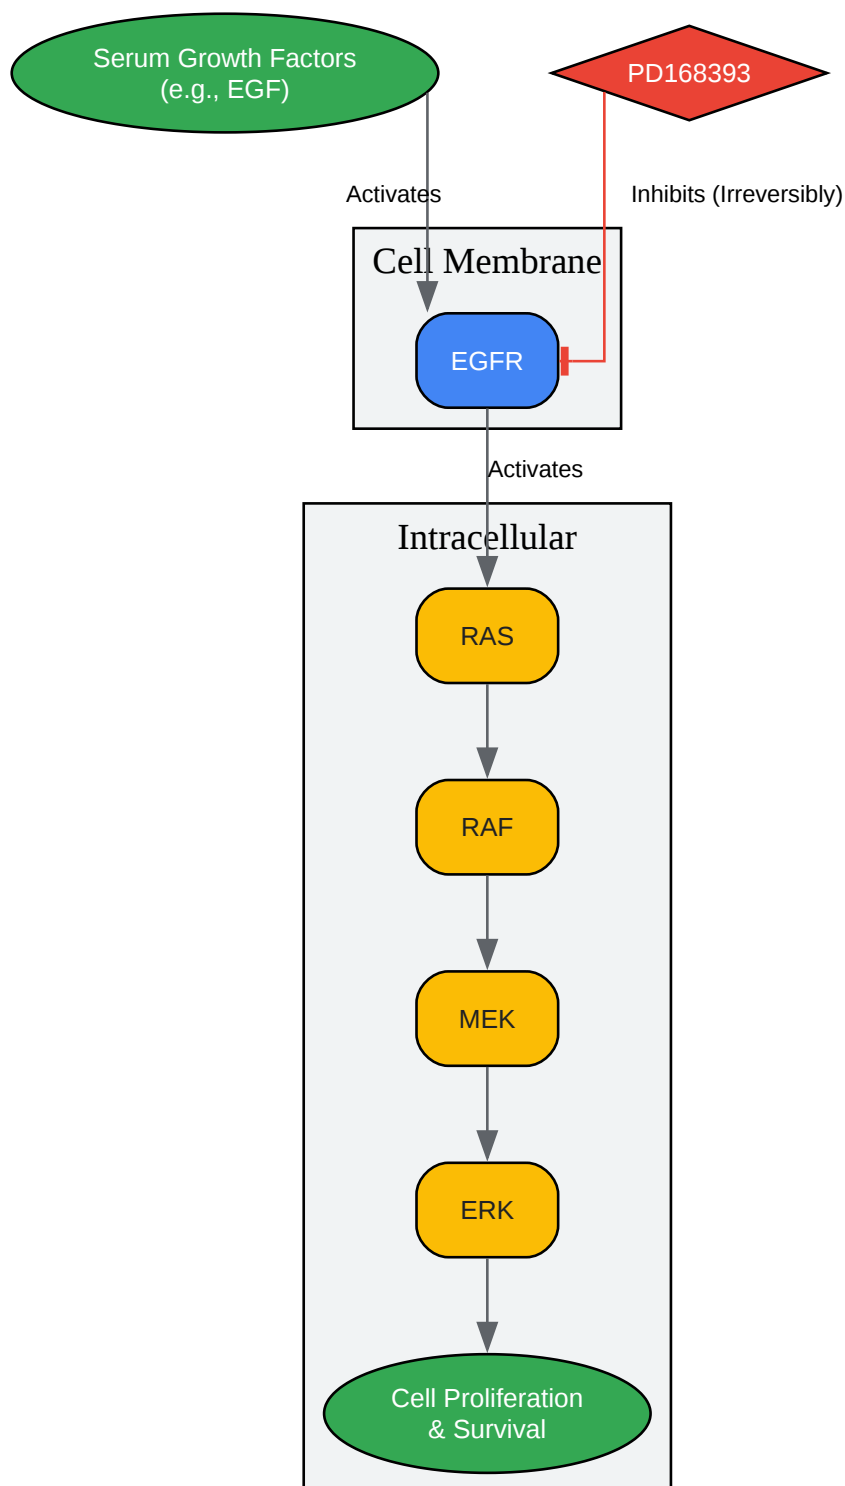 Serum Growth Factors
(e.g., EGF)
PD168393
Activates
Inhibits (Irreversibly)
Cell Membrane
EGFR
Activates
Intracellular
RAS
RAF
MEK
ERK
Cell Proliferation
& Survival